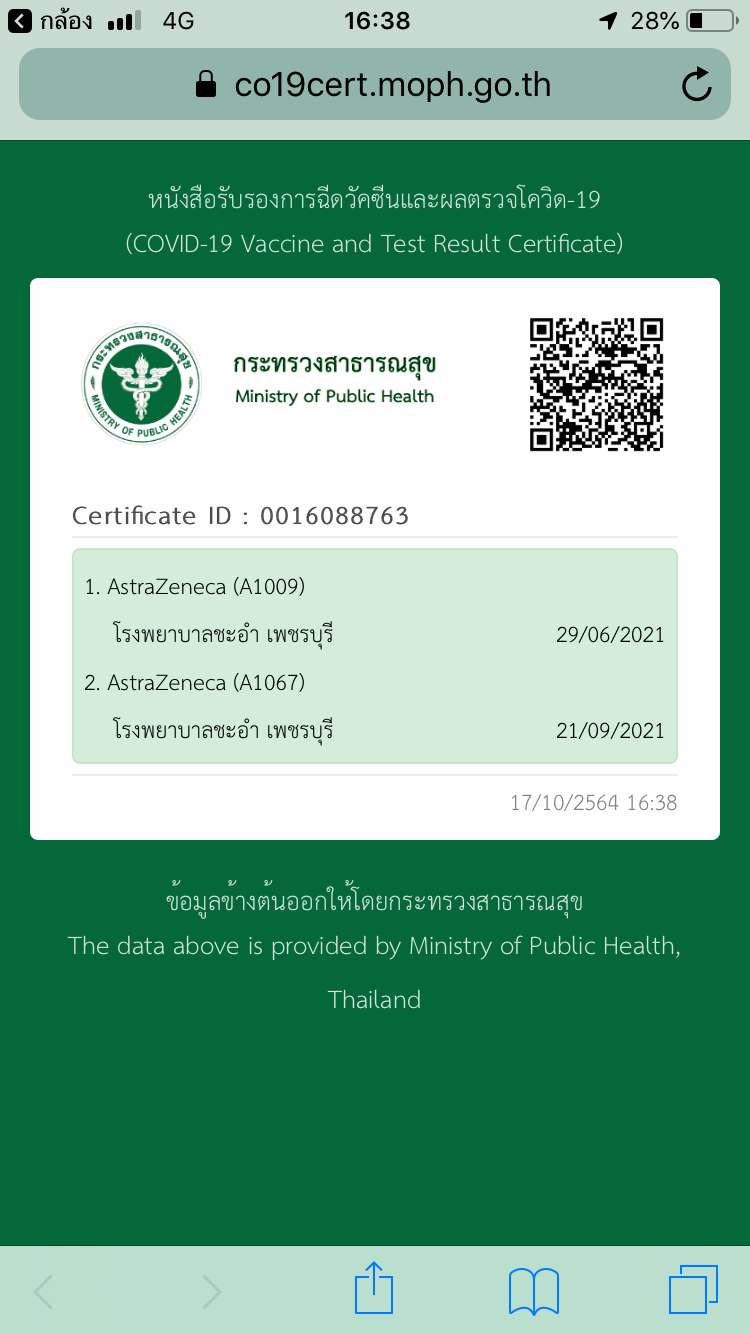 กล้อง 4G 16:38 28%
co19cert.moph.go.th
หนังสือรับรองการฉีดวัคซีนและผลตรวจโควิด-19
(COVID-19 Vaccine and Test Result Certificate)
กระทรวงสาธารณสุข
MINISTRY OF PUBLIC HEALTH
กระทรวงสาธารณสุข
Ministry of Public Health
Certificate ID : 0016088763
1. AstraZeneca (A1009)
โรงพยาบาลชะอำ เพชรบุรี 29/06/2021
2. AstraZeneca (A1067)
โรงพยาบาลชะอำ เพชรบุรี 21/09/2021
17/10/2564 16:38
ข้อมูลข้างต้นออกให้โดยกระทรวงสาธารณสุข
The data above is provided by Ministry of Public Health,
Thailand